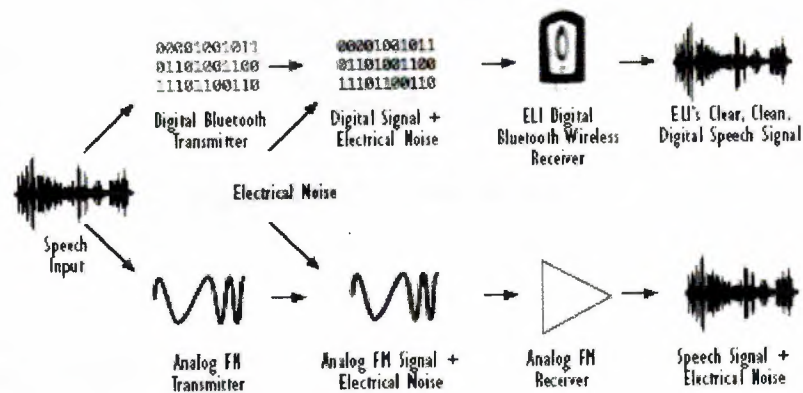 00001001011
01101001100
11101100110
Digital Bluetooth
Transmitter
00001001011
01101001100
11101100110
Digital Signal +
Electrical Noise
ELI Digital
Bluetooth Wireless
Receiver
ELI's Clear, Clean,
Digital Speech Signal
Speech
Input
Electrical Noise
Analog FM
Transmitter
Analog FM Signal +
Electrical Noise
Analog FM
Receiver
Speech Signal +
Electrical Noise